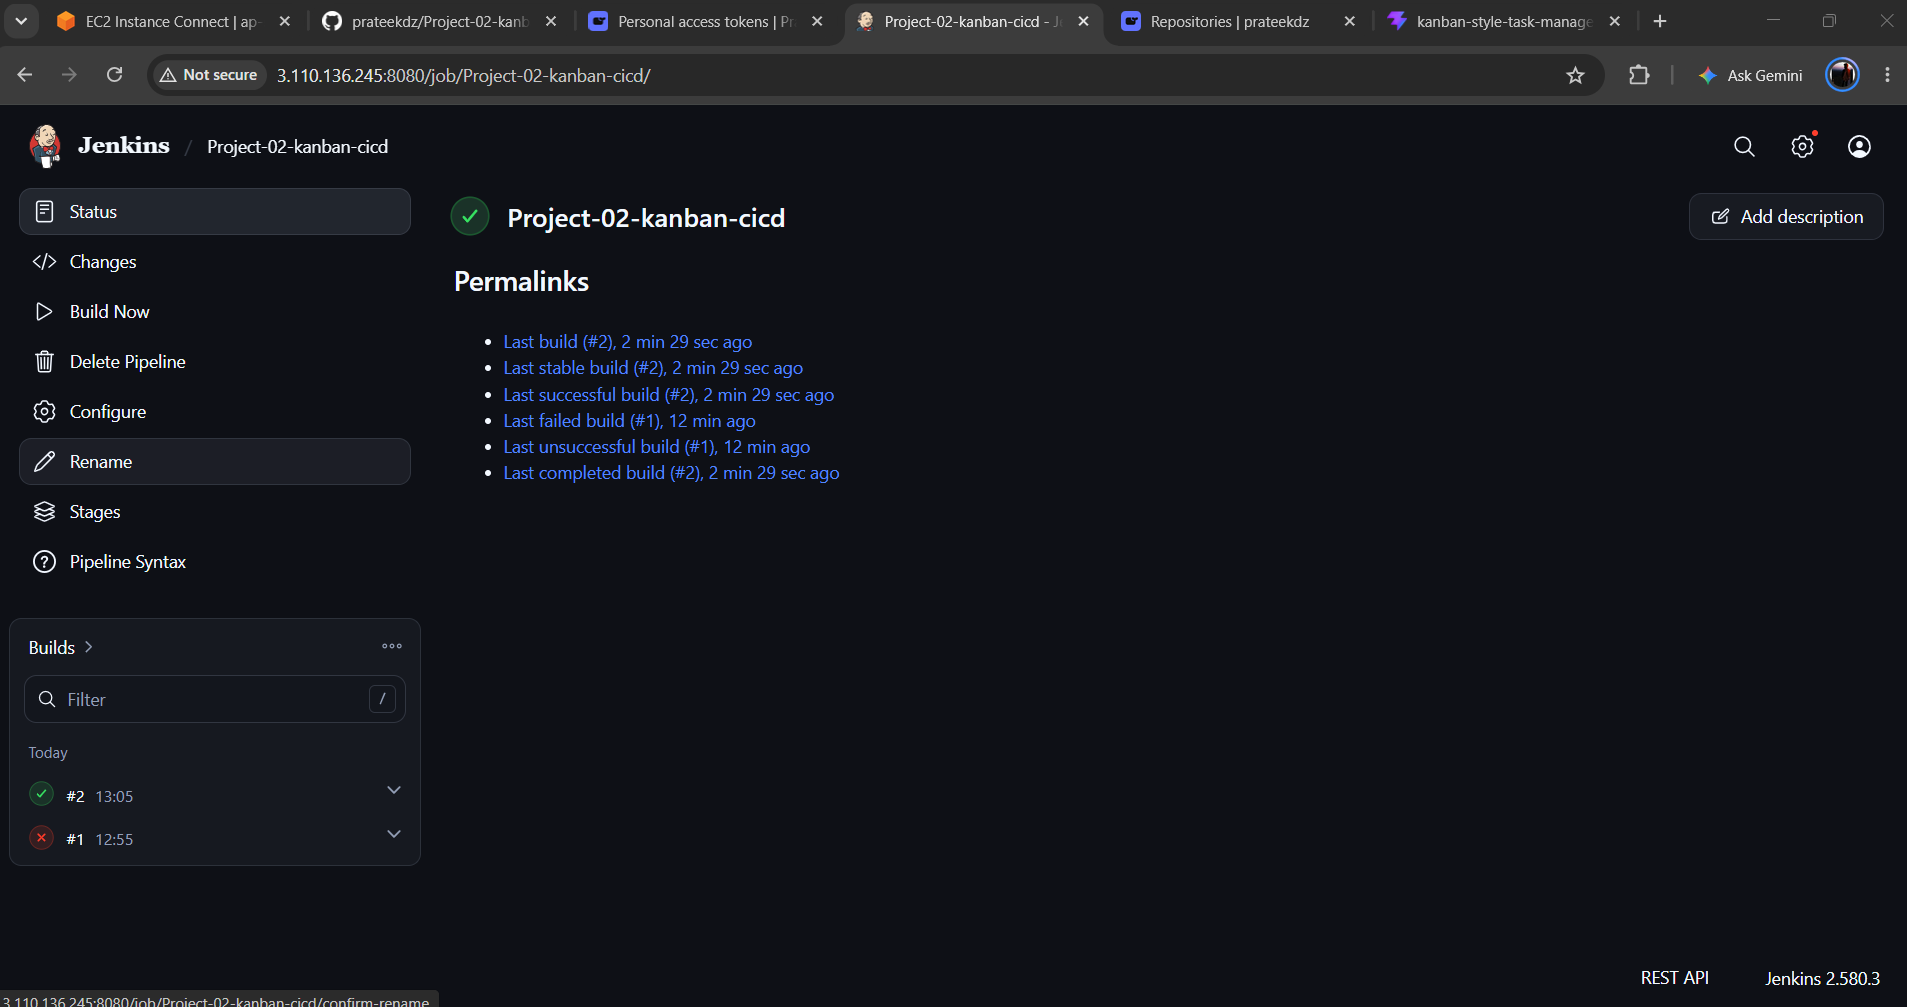 EC2 Instance Connect | ap-
prateekdz/Project-02-kanb
Personal access tokens | Pr
Project-02-kanban-cicd - Je
Repositories | prateekdz
kanban-style-task-manage
Not secure
3.110.136.245:8080/job/Project-02-kanban-cicd/
Ask Gemini
Jenkins / Project-02-kanban-cicd
Status
Changes
Build Now
Delete Pipeline
Configure
Rename
Stages
Pipeline Syntax
Builds
Filter /
Today
#2 13:05
#1 12:55
Project-02-kanban-cicd
Add description
Permalinks
Last build (#2), 2 min 29 sec ago
Last stable build (#2), 2 min 29 sec ago
Last successful build (#2), 2 min 29 sec ago
Last failed build (#1), 12 min ago
Last unsuccessful build (#1), 12 min ago
Last completed build (#2), 2 min 29 sec ago
REST API
Jenkins 2.580.3
3.110.136.245:8080/job/Project-02-kanban-cicd/confirm-rename